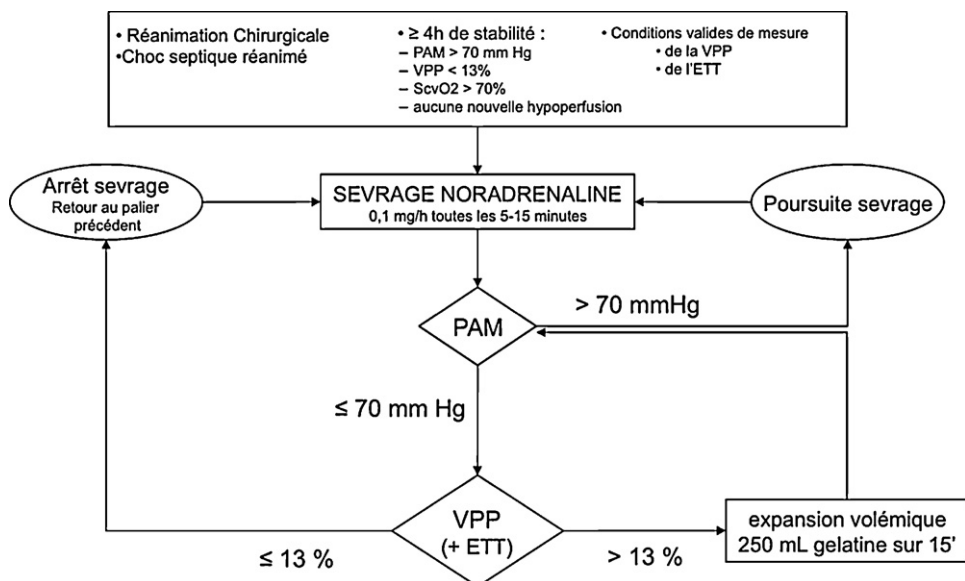 • Réanimation Chirurgicale
•Choc septique réanimé
• ≥ 4h de stabilité :
– PAM > 70 mm Hg
– VPP < 13%
– ScvO2 > 70%
– aucune nouvelle hypoperfusion
• Conditions valides de mesure
• de la VPP
• de l'ETT
Arrêt sevrage
Retour au palier
précédent
SEVRAGE NORADRENALINE
0,1 mg/h toutes les 5-15 minutes
Poursuite sevrage
> 70 mmHg
PAM
≤ 70 mm Hg
VPP
(+ ETT)
≤ 13 %
> 13 %
expansion volémique
250 mL gelatine sur 15'